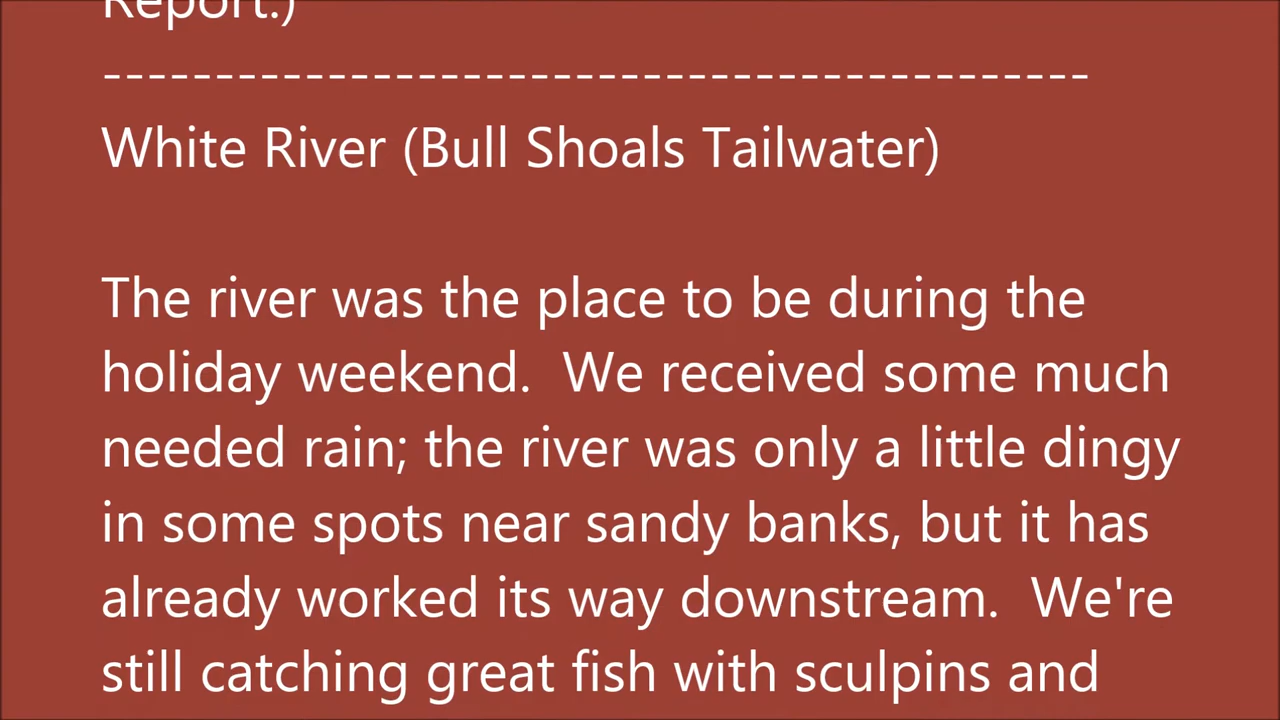 Report.)
--------------------------------------------
White River (Bull Shoals Tailwater)
The river was the place to be during the
holiday weekend.  We received some much
needed rain; the river was only a little dingy
in some spots near sandy banks, but it has
already worked its way downstream.  We're
still catching great fish with sculpins and